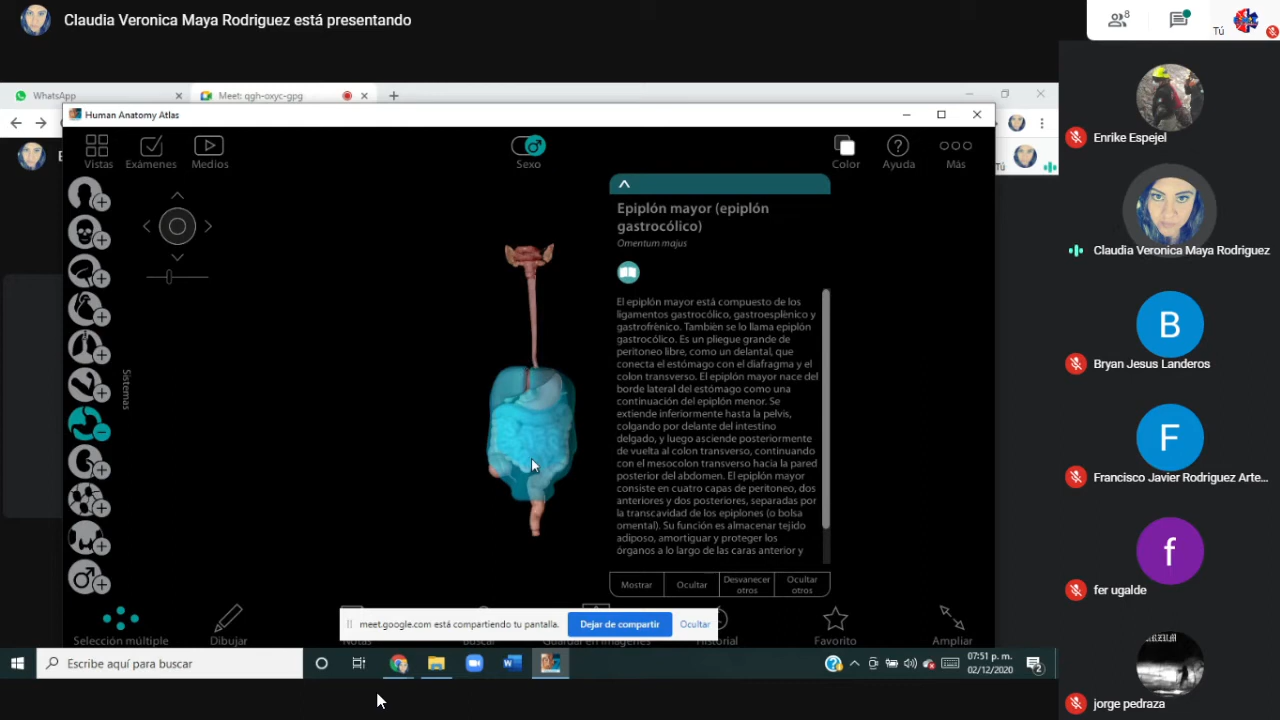 Claudia Veronica Maya Rodriguez está presentando
8
Tú
WhatsApp
Meet: qgh-oxyc-gpg
Human Anatomy Atlas
Vistas
Exámenes
Medios
Sexo
Color
Ayuda
Más
Tú
Sistemas
Epiplón mayor (epiplón
gastrocólico)
Omentum majus
El epiplón mayor está compuesto de los
ligamentos gastrocólico, gastroesplénico y
gastrofrénico. También se lo llama epiplón
gastrocólico. Es un pliegue grande de
peritoneo libre, como un delantal, que
conecta el estómago con el diafragma y el
colon transverso. El epiplón mayor nace del
borde lateral del estómago como una
continuación del epiplón menor. Se
extiende inferiormente hasta la pelvis,
colgando por delante del intestino
delgado, y luego asciende posteriormente
de vuelta al colon transverso, continuando
con el mesocolon transverso hacia la pared
posterior del abdomen. El epiplón mayor
consiste en cuatro capas de peritoneo, dos
anteriores y dos posteriores, separadas por
la transcavidad de los epiplones (o bolsa
omental). Su función es almacenar tejido
adiposo, amortiguar y proteger los
órganos a lo largo de las caras anterior y
Mostrar
Ocultar
Desvanecer
otros
Ocultar
otros
meet.google.com está compartiendo tu pantalla.
Dejar de compartir
Ocultar
Selección múltiple
Dibujar
Notas
Buscar
Guardar en imágenes
Historial
Favorito
Ampliar
Escribe aquí para buscar
07:51 p. m.
02/12/2020
2
Enrike Espejel
Claudia Veronica Maya Rodriguez
B
Bryan Jesus Landeros
F
Francisco Javier Rodriguez Arte...
f
fer ugalde
jorge pedraza